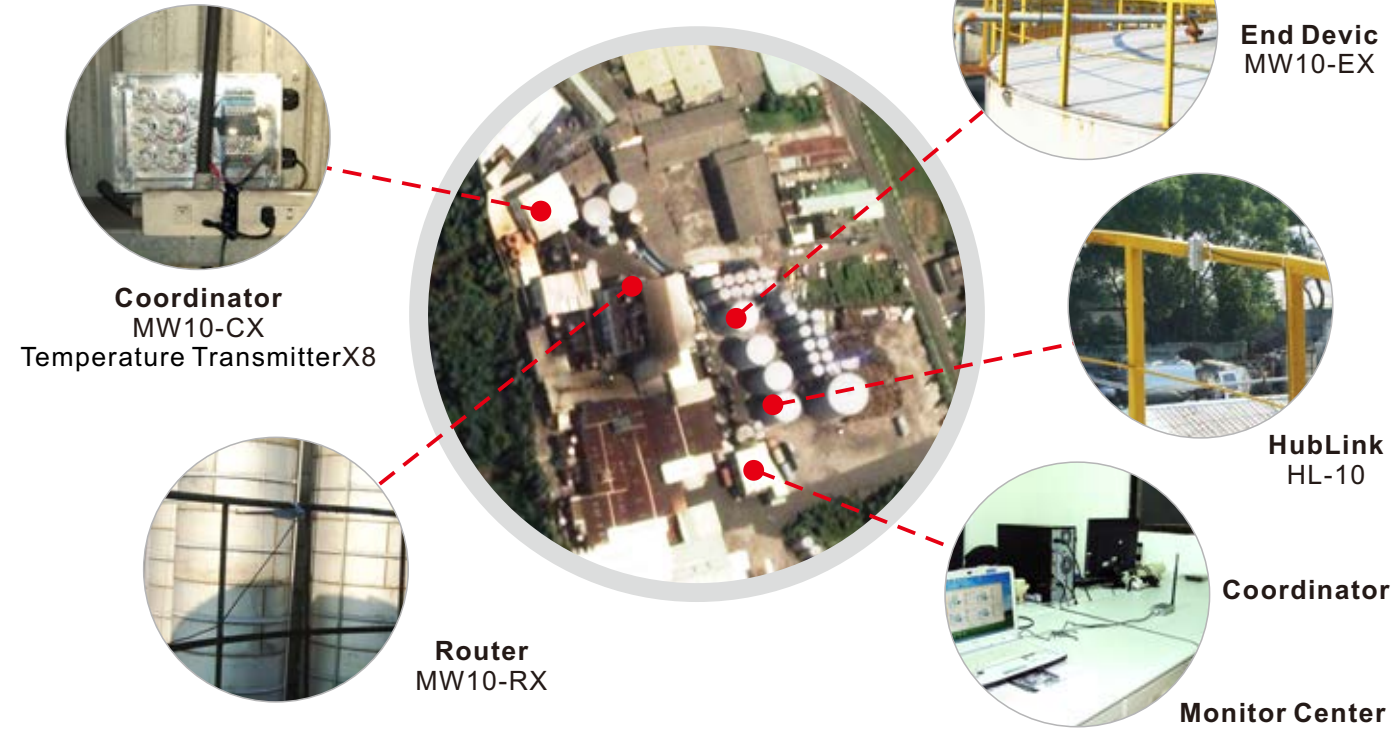 End Devic
MW10-EX
Coordinator
MW10-CX
Temperature TransmitterX8
HubLink
HL-10
Coordinator
Router
MW10-RX
Monitor Center